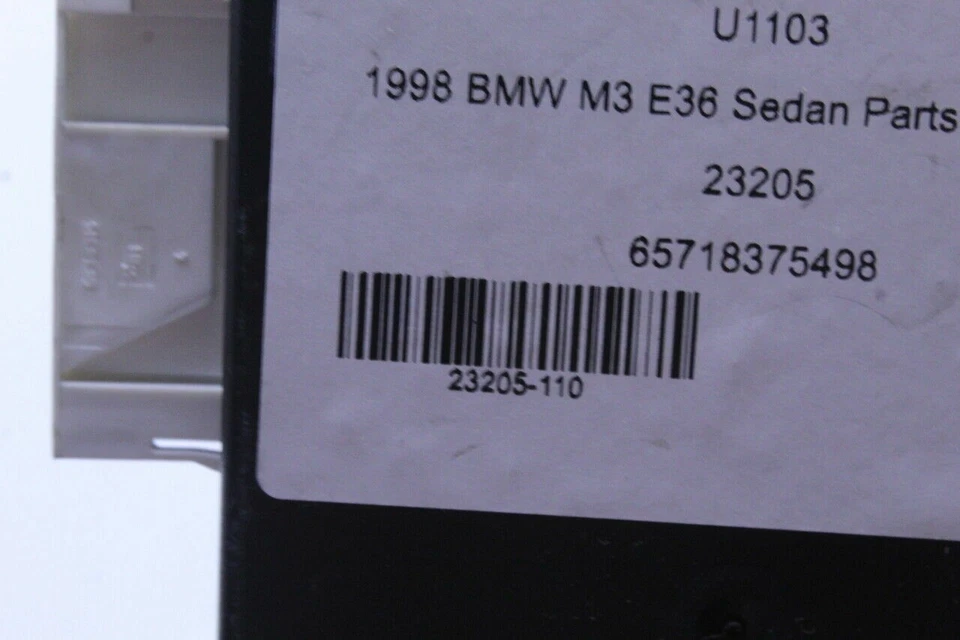 U1103
1998 BMW M3 E36 Sedan Parts
23205
65718375498
23205-110